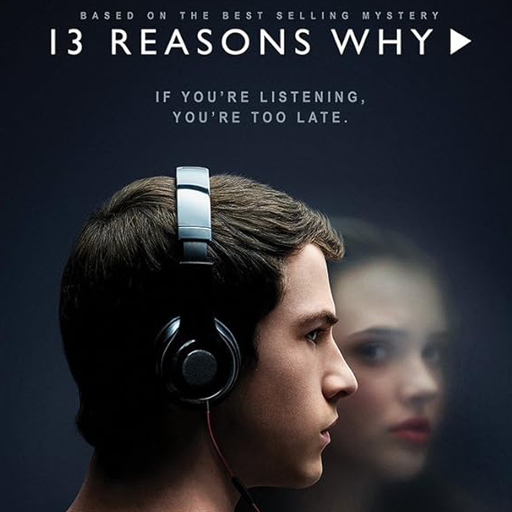 BASED ON THE BEST SELLING MYSTERY
13 REASONS WHY
IF YOU'RE LISTENING,
YOU'RE TOO LATE.